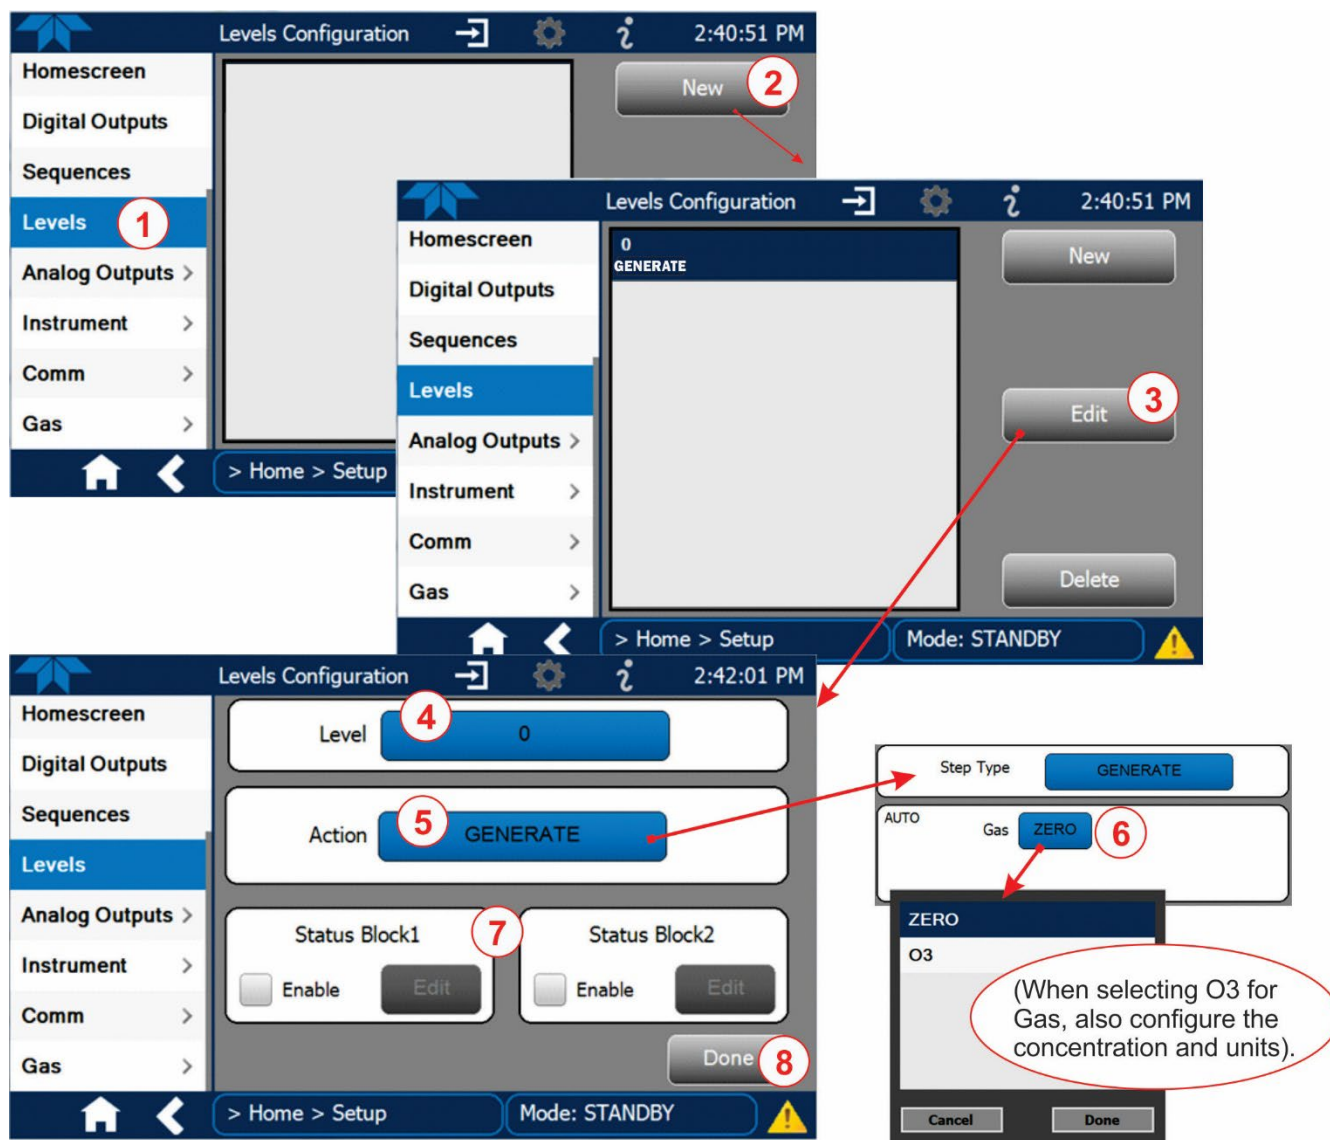 Levels Configuration
2:40:51 PM
Homescreen
Digital Outputs
Sequences
Levels
1
Analog Outputs >
Instrument >
Comm >
Gas >
New
2
> Home > Setup
Levels Configuration
2:40:51 PM
Homescreen
Digital Outputs
Sequences
Levels
Analog Outputs >
Instrument >
Comm >
Gas >
0
GENERATE
New
Edit
3
Delete
> Home > Setup
Mode: STANDBY
Levels Configuration
2:42:01 PM
Homescreen
Digital Outputs
Sequences
Levels
Analog Outputs >
Instrument >
Comm >
Gas >
Level
4
0
Action
5
GENERATE
Status Block1
7
Status Block2
Enable
Edit
Enable
Edit
Done
8
> Home > Setup
Mode: STANDBY
Step Type
GENERATE
AUTO
Gas
ZERO
6
ZERO
O3
(When selecting O3 for
Gas, also configure the
concentration and units).
Cancel
Done